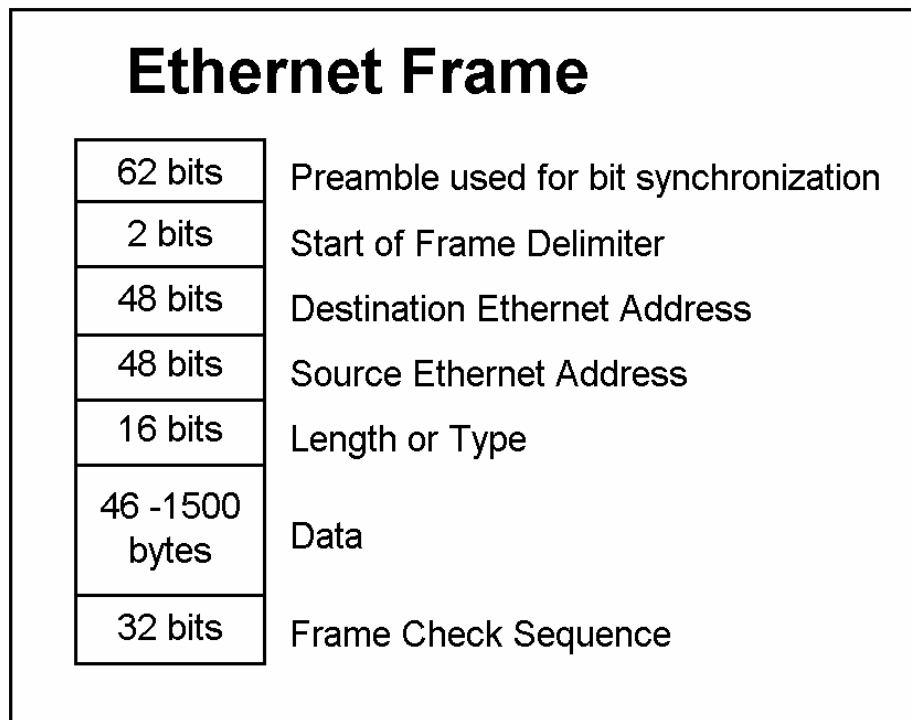 Ethernet Frame
62 bits Preamble used for bit synchronization
2 bits Start of Frame Delimiter
48 bits Destination Ethernet Address
48 bits Source Ethernet Address
16 bits Length or Type
46 -1500
bytes Data
32 bits Frame Check Sequence